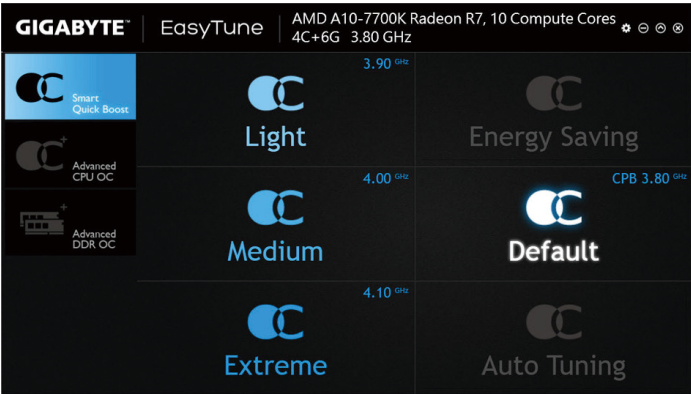 GIGABYTE™ EasyTune AMD A10-7700K Radeon R7, 10 Compute Cores
4C+6G 3.80 GHz
Smart
Quick Boost
Advanced
CPU OC
Advanced
DDR OC
3.90 GHz
Light
Energy Saving
4.00 GHz
Medium
CPB 3.80 GHz
Default
4.10 GHz
Extreme
Auto Tuning